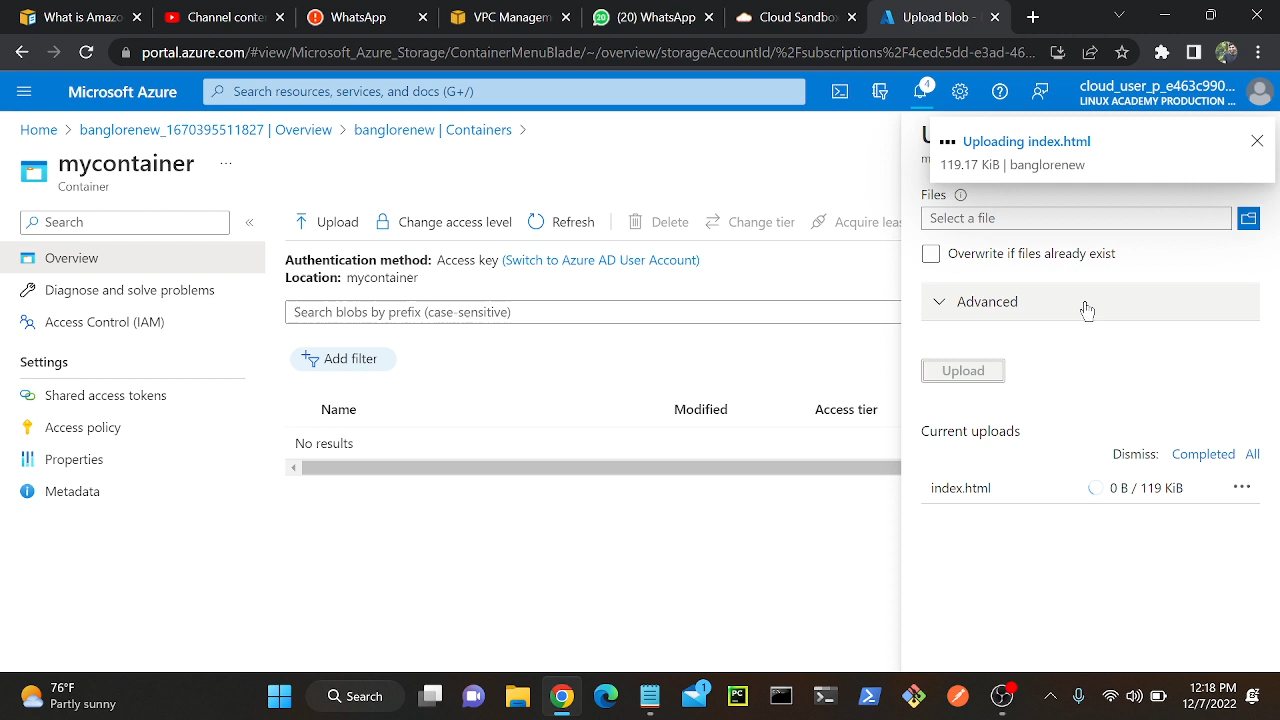 What is Amazo
Channel conter
WhatsApp
VPC Managem
(20) WhatsApp
Cloud Sandbox
Upload blob -
portal.azure.com/#view/Microsoft_Azure_Storage/ContainerMenuBlade/~/overview/storageAccountId/%2Fsubscriptions%2F4cedc5dd-e3ad-46...
Microsoft Azure
Search resources, services, and docs (G+/)
4
cloud_user_p_e463c990...
LINUX ACADEMY PRODUCTION ...
Home > banglorenew_1670395511827 | Overview > banglorenew | Containers >
mycontainer ...
Container
Search
«
Overview
Diagnose and solve problems
Access Control (IAM)
Settings
Shared access tokens
Access policy
Properties
Metadata
Upload
Change access level
Refresh
Delete
Change tier
Acquire leas
Authentication method: Access key (Switch to Azure AD User Account)
Location: mycontainer
Search blobs by prefix (case-sensitive)
Add filter
Name
Modified
Access tier
No results
Uploading index.html
119.17 KiB | banglorenew
Files
Select a file
Overwrite if files already exist
Advanced
Upload
Current uploads
Dismiss: Completed All
index.html
0 B / 119 KiB
...
76°F
Partly sunny
Search
1
PC
12:18 PM
12/7/2022